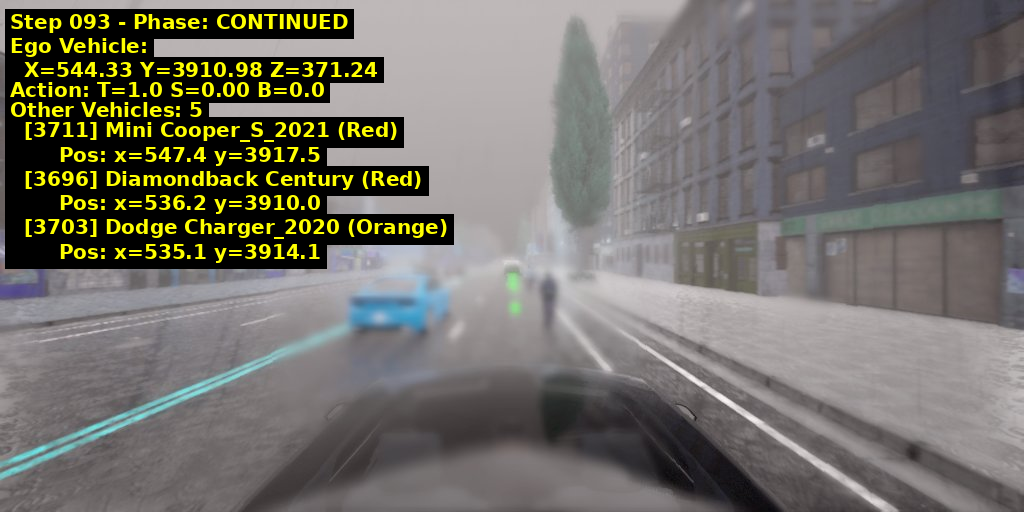 Step 093 - Phase: CONTINUED
Ego Vehicle:
X=544.33 Y=3910.98 Z=371.24
Action: T=1.0 S=0.00 B=0.0
Other Vehicles: 5
[3711] Mini Cooper_S_2021 (Red)
Pos: x=547.4 y=3917.5
[3696] Diamondback Century (Red)
Pos: x=536.2 y=3910.0
[3703] Dodge Charger_2020 (Orange)
Pos: x=535.1 y=3914.1